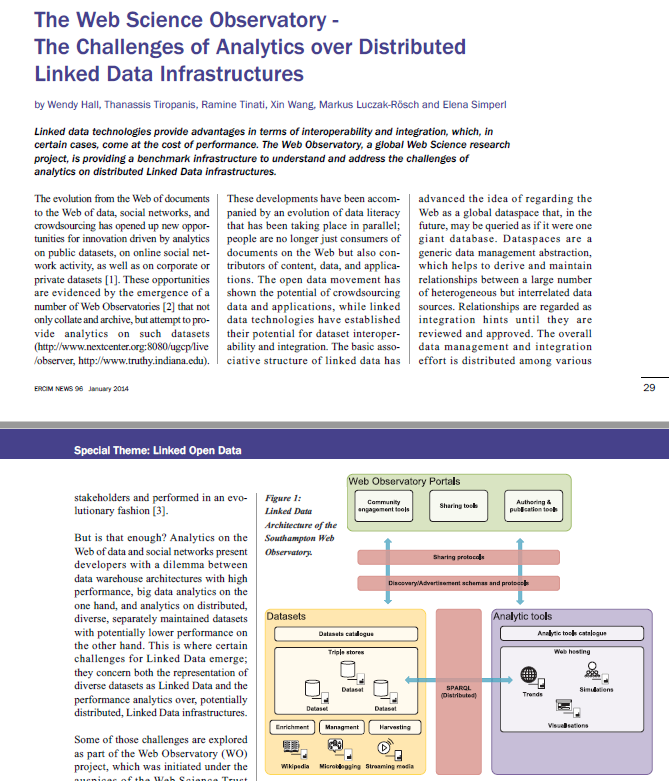 The Web Science Observatory -
The Challenges of Analytics over Distributed
Linked Data Infrastructures
by Wendy Hall, Thanassis Tiropanis, Ramine Tinati, Xin Wang, Markus Luczak-Rösch and Elena Simperl
Linked data technologies provide advantages in terms of interoperability and integration, which, in
certain cases, come at the cost of performance. The Web Observatory, a global Web Science research
project, is providing a benchmark infrastructure to understand and address the challenges of
analytics on distributed Linked Data infrastructures.
The evolution from the Web of documents
to the Web of data, social networks, and
crowdsourcing has opened up new oppor-
tunities for innovation driven by analytics
on public datasets, on online social net-
work activity, as well as on corporate or
private datasets [1]. These opportunities
are evidenced by the emergence of a
number of Web Observatories [2] that not
only collate and archive, but attempt to pro-
vide analytics on such datasets
(http://www.nextcenter.org:8080/ugcp/live
/observer, http://www.truthy.indiana.edu).
These developments have been accom-
panied by an evolution of data literacy
that has been taking place in parallel;
people are no longer just consumers of
documents on the Web but also con-
tributors of content, data, and applica-
tions. The open data movement has
shown the potential of crowdsourcing
data and applications, while linked
data technologies have established
their potential for dataset interoper-
ability and integration. The basic asso-
ciative structure of linked data has
advanced the idea of regarding the
Web as a global dataspace that, in the
future, may be queried as if it were one
giant database. Dataspaces are a
generic data management abstraction,
which helps to derive and maintain
relationships between a large number
of heterogeneous but interrelated data
sources. Relationships are regarded as
integration hints until they are
reviewed and approved. The overall
data management and integration
effort is distributed among various
ERCIM NEWS 96 January 2014
29
Special Theme: Linked Open Data
stakeholders and performed in an evo-
lutionary fashion [3].
But is that enough? Analytics on the
Web of data and social networks present
developers with a dilemma between
data warehouse architectures with high
performance, big data analytics on the
one hand, and analytics on distributed,
diverse, separately maintained datasets
with potentially lower performance on
the other hand. This is where certain
challenges for Linked Data emerge;
they concern both the representation of
diverse datasets as Linked Data and the
performance analytics over, potentially
distributed, Linked Data infrastructures.
Some of those challenges are explored
as part of the Web Observatory (WO)
project, which was initiated under the
auspices of the Web Science Trust
Figure 1:
Linked Data
Architecture of the
Southampton Web
Observatory.
Web Observatory Portals
Community
engagement tools
Sharing tools
Authoring &
publication tools
Sharing protocols
Discovery/Advertisement schemas and protocols
Datasets
Datasets catalogue
Triple stores
Dataset
Dataset
Dataset
Enrichment
Managment
Harvesting
Wikipedia
Microblogging
Streaming media
SPARQL
(Distributed)
Analytic tools
Analytic tools catalogue
Web hosting
Trends
Simulations
Visualisations